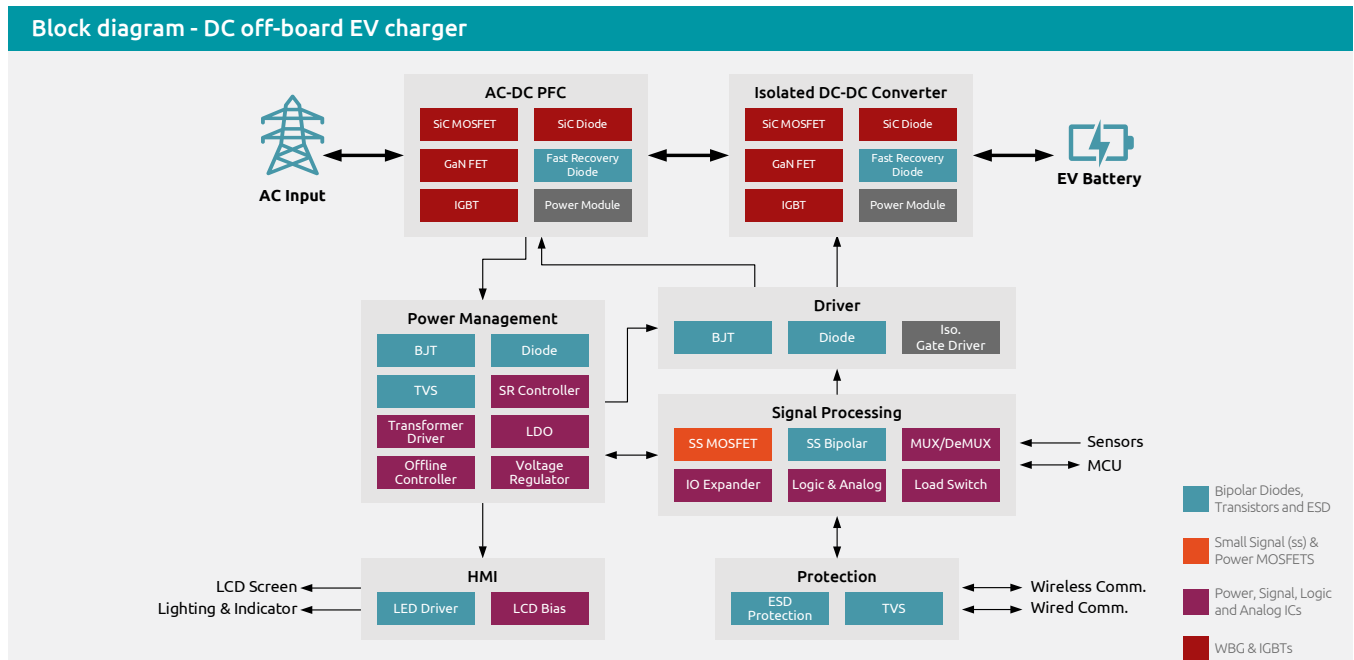 Block diagram - DC off-board EV charger
AC-DC PFC
SiC MOSFET
SiC Diode
GaN FET
Fast Recovery
Diode
IGBT
Power Module
Isolated DC-DC Converter
SiC MOSFET
SiC Diode
GaN FET
Fast Recovery
Diode
IGBT
Power Module
AC Input
EV Battery
Power Management
BJT
Diode
TVS
SR Controller
Transformer
Driver
LDO
Offline
Controller
Voltage
Regulator
Driver
BJT
Diode
Iso.
Gate Driver
Signal Processing
SS MOSFET
SS Bipolar
MUX/DeMUX
IO Expander
Logic & Analog
Load Switch
Sensors
MCU
HMI
LED Driver
LCD Bias
LCD Screen
Lighting & Indicator
Protection
ESD
Protection
TVS
Wireless Comm.
Wired Comm.
Bipolar Diodes,
Transistors and ESD
Small Signal (ss) &
Power MOSFETS
Power, Signal, Logic
and Analog ICs
WBG & IGBTs